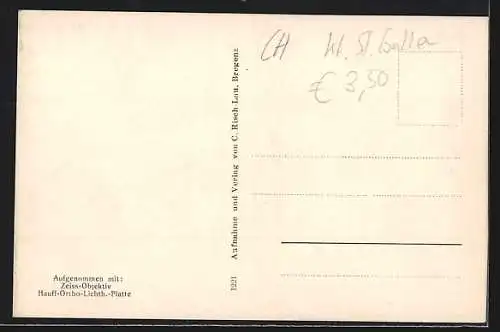 CH Kt. St. Gallen
€ 3,50
Aufnahme und Verlag von C. Risch-Lau, Bregenz
1221
Aufgenommen mit:
Zeiss-Objektiv
Hauff-Ortho-Lichth.-Platte